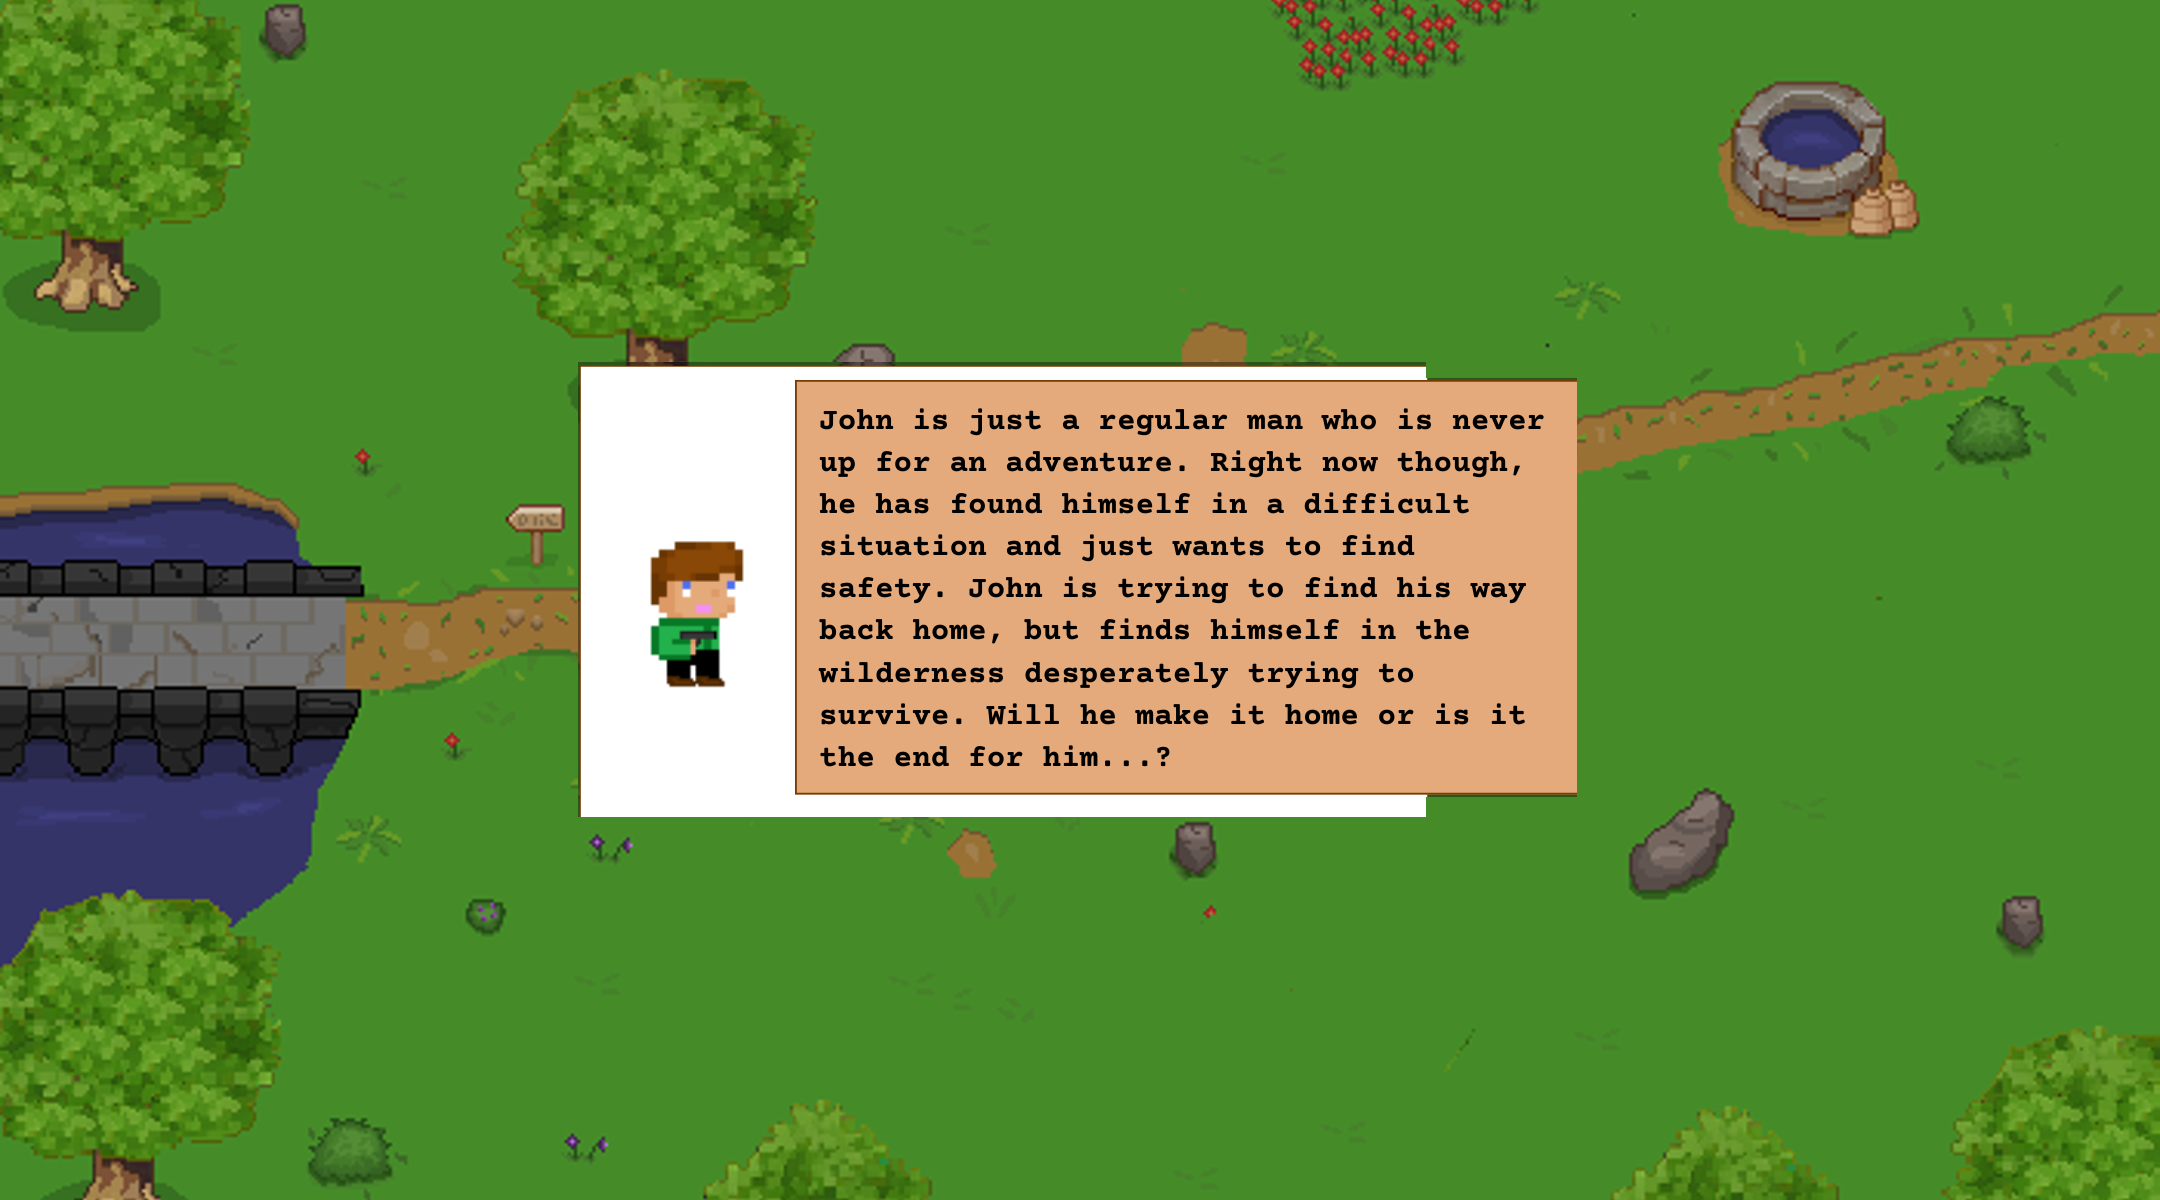 John is just a regular man who is never
up for an adventure. Right now though,
he has found himself in a difficult
situation and just wants to find
safety. John is trying to find his way
back home, but finds himself in the
wilderness desperately trying to
survive. Will he make it home or is it
the end for him...?